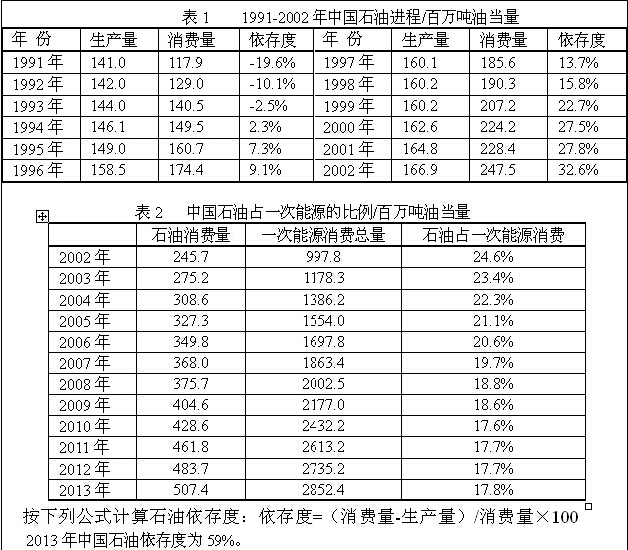 表 1 1991-2002 年中国石油进程/百万吨油当量
年 份 生产量 消费量 依存度 年 份 生产量 消费量 依存度
1991 年 141.0 117.9 -19.6% 1997 年 160.1 185.6 13.7%
1992 年 142.0 129.0 -10.1% 1998 年 160.2 190.3 15.8%
1993 年 144.0 140.5 -2.5% 1999 年 160.2 207.2 22.7%
1994 年 146.1 149.5 2.3% 2000 年 162.6 224.2 27.5%
1995 年 149.0 160.7 7.3% 2001 年 164.8 228.4 27.8%
1996 年 158.5 174.4 9.1% 2002 年 166.9 247.5 32.6%
表 2 中国石油占一次能源的比例/百万吨油当量
石油消费量 一次能源消费总量 石油占一次能源消费
2002 年 245.7 997.8 24.6%
2003 年 275.2 1178.3 23.4%
2004 年 308.6 1386.2 22.3%
2005 年 327.3 1554.0 21.1%
2006 年 349.8 1697.8 20.6%
2007 年 368.0 1863.4 19.7%
2008 年 375.7 2002.5 18.8%
2009 年 404.6 2177.0 18.6%
2010 年 428.6 2432.2 17.6%
2011 年 461.8 2613.2 17.7%
2012 年 483.7 2735.2 17.7%
2013 年 507.4 2852.4 17.8%
按下列公式计算石油依存度：依存度=（消费量-生产量）/消费量×100
2013 年中国石油依存度为 59%。